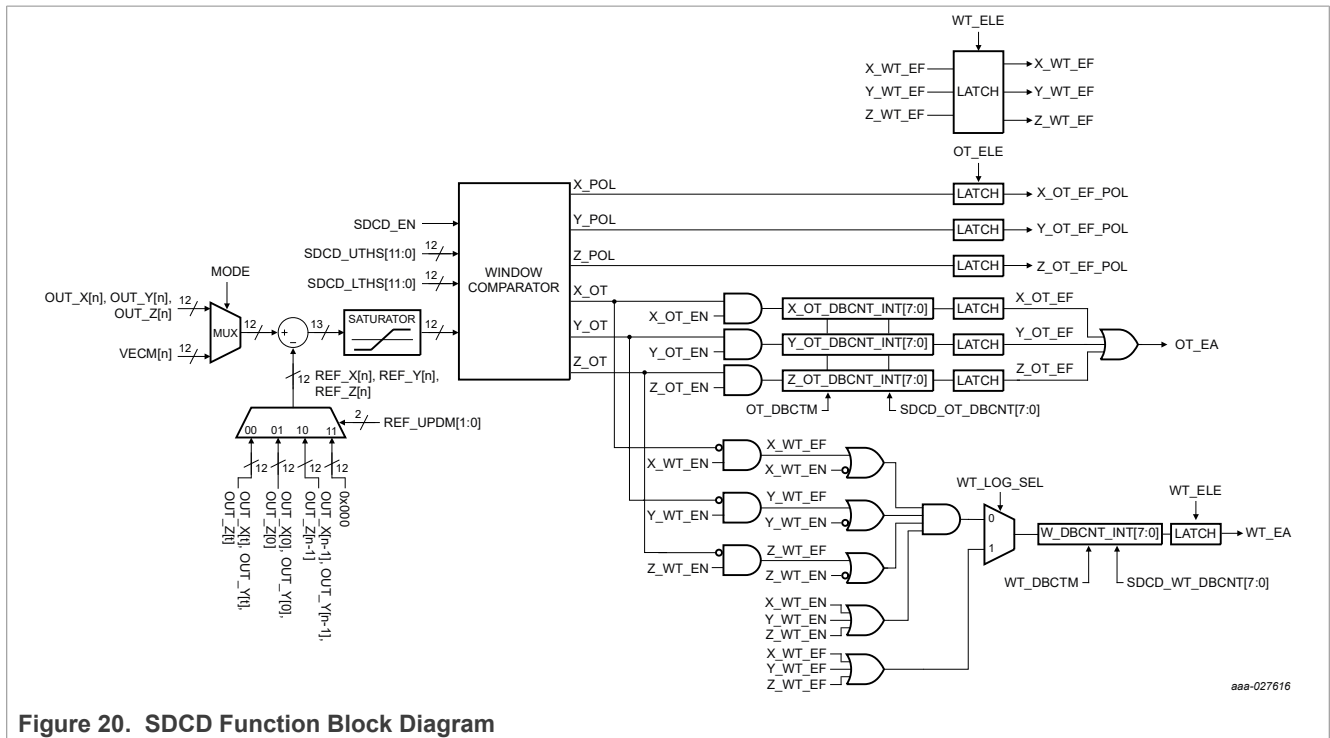 WT_ELE
X_WT_EF
Y_WT_EF
Z_WT_EF
LATCH
X_WT_EF
Y_WT_EF
Z_WT_EF
OT_ELE
X_POL
LATCH
X_OT_EF_POL
Y_POL
LATCH
Y_OT_EF_POL
Z_POL
LATCH
Z_OT_EF_POL
SDCD_EN
SDCD_UTHS[11:0]
12
SDCD_LTHS[11:0]
12
WINDOW
COMPARATOR
MODE
OUT_X[n], OUT_Y[n],
OUT_Z[n]
12
VECM[n]
12
MUX
12
+
−
13
SATURATOR
12
12
REF_X[n], REF_Y[n],
REF_Z[n]
00 01 10 11
2
REF_UPDM[1:0]
12
12
12
12
OUT_X[t], OUT_Y[t],
OUT_Z[t]
OUT_X[0], OUT_Y[0],
OUT_Z[0]
OUT_X[n-1], OUT_Y[n-1],
OUT_Z[n-1]
0x000
X_OT
Y_OT
Z_OT
X_OT_EN
Y_OT_EN
Z_OT_EN
X_OT_DBCNT_INT[7:0]
Y_OT_DBCNT_INT[7:0]
Z_OT_DBCNT_INT[7:0]
LATCH
LATCH
LATCH
X_OT_EF
Y_OT_EF
Z_OT_EF
OT_EA
OT_DBCTM
SDCD_OT_DBCNT[7:0]
X_WT_EN
X_WT_EF
X_WT_EN
Y_WT_EN
Y_WT_EF
Y_WT_EN
Z_WT_EN
Z_WT_EF
Z_WT_EN
X_WT_EN
Y_WT_EN
Z_WT_EN
X_WT_EF
Y_WT_EF
Z_WT_EF
WT_LOG_SEL
0
1
W_DBCNT_INT[7:0]
WT_ELE
LATCH
WT_EA
WT_DBCTM
SDCD_WT_DBCNT[7:0]
aaa-027616
Figure 20. SDCD Function Block Diagram